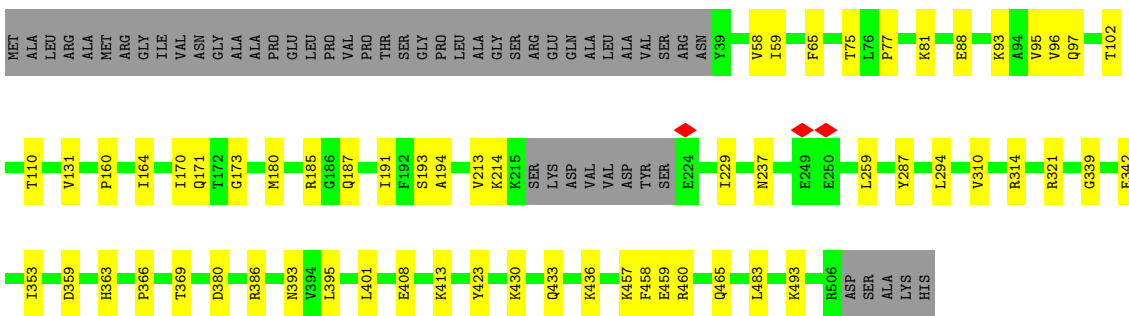 MET ALA LEU ARG ALA MET ARG GLY ILE VAL ASN GLY ALA ALA PRO GLU LEU PRO VAL PRO THR SER GLY PRO LEU ALA GLY SER ARG GLU GLN ALA LEU ALA VAL SER ARG ASN Y39 V58 I59 F65 T75 L76 P77 K81 E88 K93 A94 V95 V96 Q97 T102
T110 V131 P160 I164 I170 Q171 T172 G173 M180 R185 G186 Q187 I191 F192 S193 A194 V213 K214 K215 SER LYS ASP VAL VAL ASP TYR SER E224 I229 N237 E249 E250 L259 Y287 L294 V310 R314 R321 G339 E342
I353 D359 H363 P366 T369 D380 R386 N393 V394 L395 L401 E408 K413 Y423 K430 Q433 K436 K457 F458 E459 R460 Q465 L483 K493 R506 ASP SER ALA LYS HIS